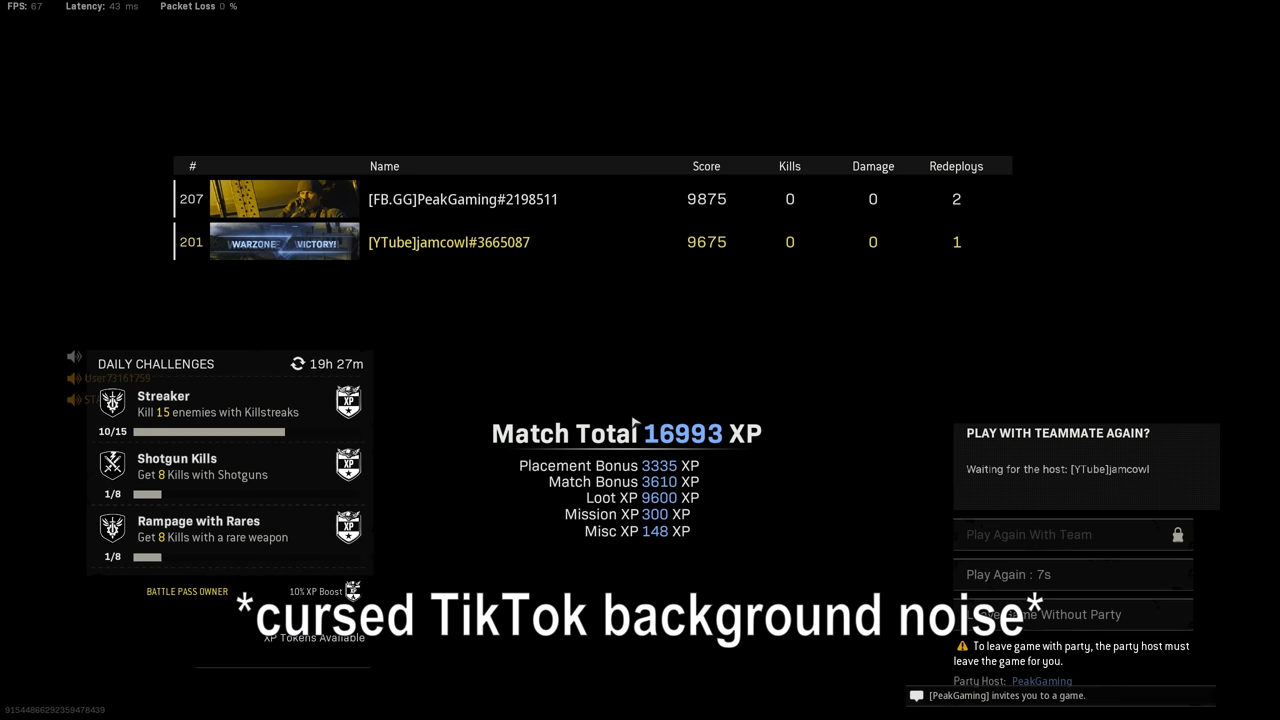 FPS: 67 Latency: 43 ms Packet Loss 0 %
# Name Score Kills Damage Redeploys
207 [FB.GG]PeakGaming#2198511 9875 0 0 2
WARZONE VICTORY!
201 [YTube]jamcowl#3665087 9675 0 0 1
DAILY CHALLENGES 19h 27m
User73161759
Streaker
Kill 15 enemies with Killstreaks
XP
10/15
Shotgun Kills
Get 8 Kills with Shotguns
XP
1/8
Rampage with Rares
Get 8 Kills with a rare weapon
XP
1/8
BATTLE PASS OWNER 10% XP Boost
XP Tokens Available
Match Total 16993 XP
Placement Bonus 3335 XP
Match Bonus 3610 XP
Loot XP 9600 XP
Mission XP 300 XP
Misc XP 148 XP
PLAY WITH TEAMMATE AGAIN?
Waiting for the host: [YTube]jamcowl
Play Again With Team
Play Again : 7s
Game Without Party
*cursed TikTok background noise*
To leave game with party, the party host must
leave the game for you.
Party Host: PeakGaming
[PeakGaming] invites you to a game.
91544866292359478439